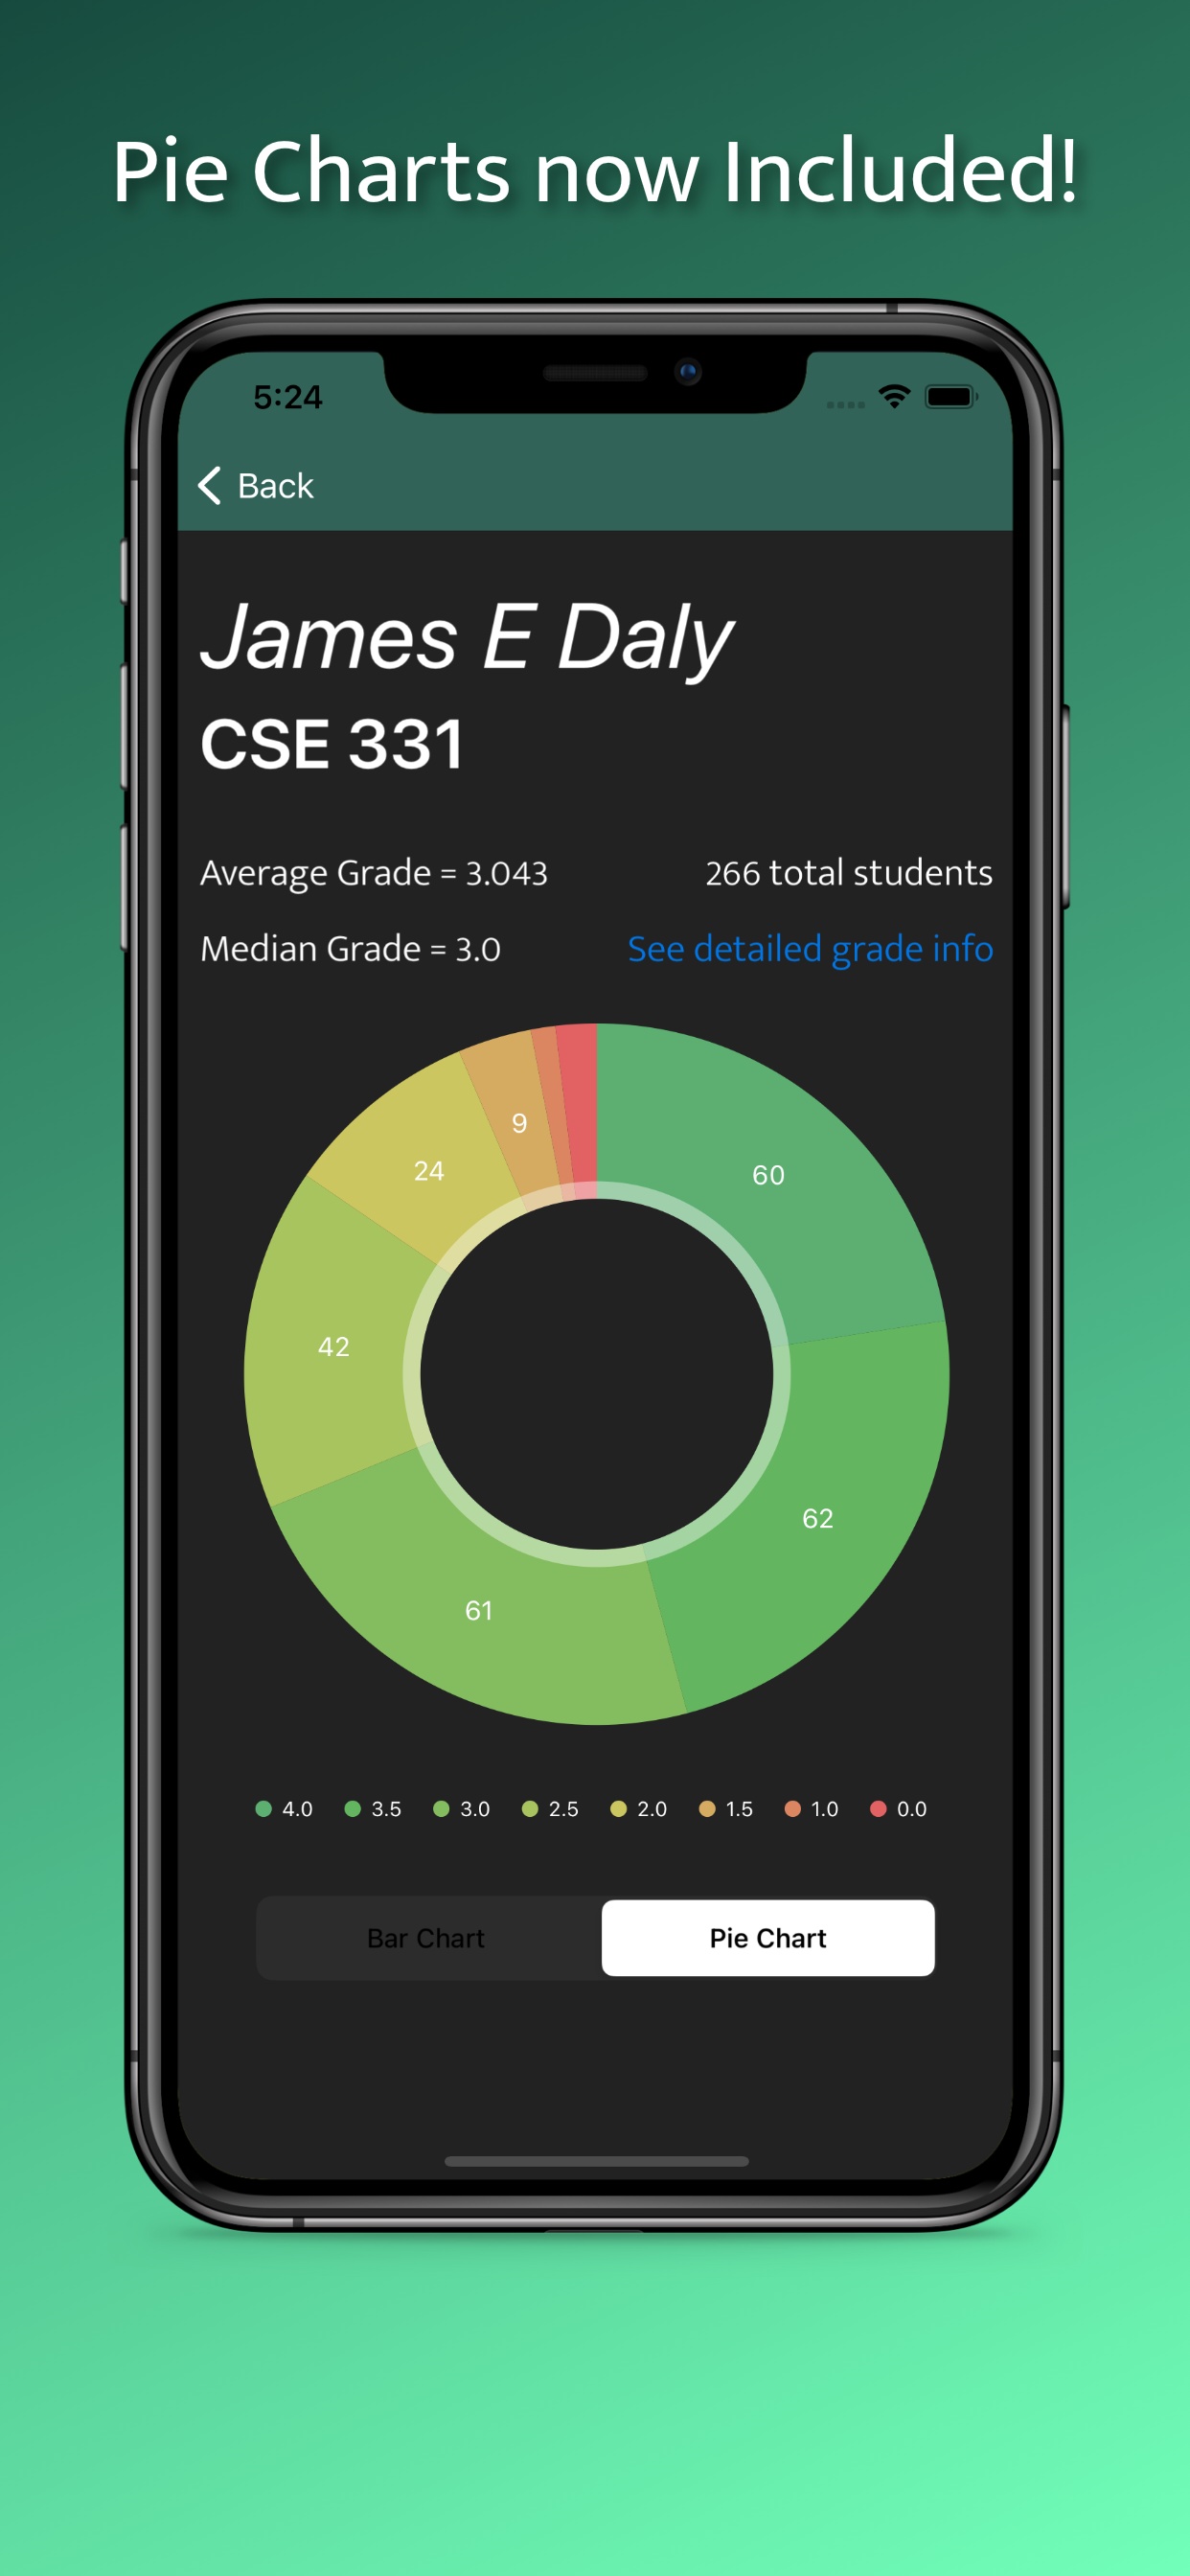 Pie Charts now Included!
5:24
Back
James E Daly
CSE 331
Average Grade = 3.043
266 total students
Median Grade = 3.0
See detailed grade info
9
24
60
42
62
61
4.0 3.5 3.0 2.5 2.0 1.5 1.0 0.0
Bar Chart
Pie Chart